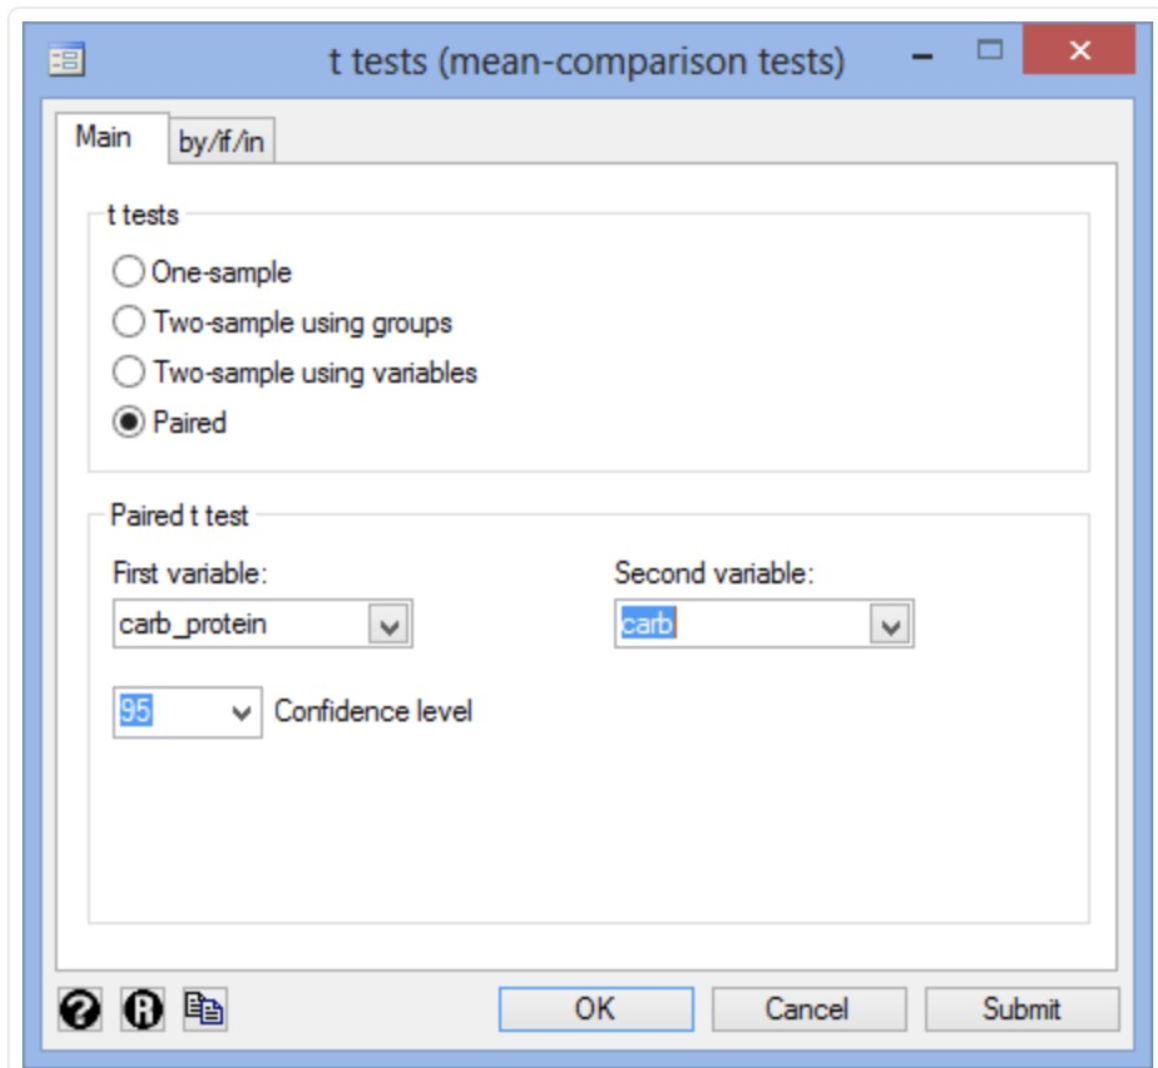 t tests (mean-comparison tests)
Main by/if/in
t tests
One-sample
Two-sample using groups
Two-sample using variables
Paired
Paired t test
First variable: Second variable:
carb_protein carb
95 Confidence level
? R OK Cancel Submit